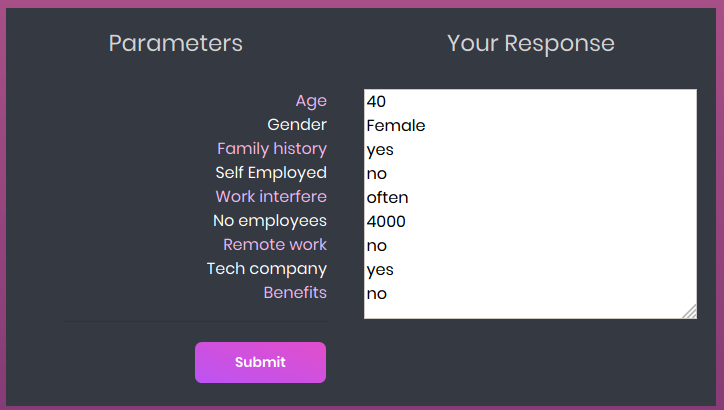 Parameters
Your Response
Age
40
Gender
Female
Family history
yes
Self Employed
no
Work interfere
often
No employees
4000
Remote work
no
Tech company
yes
Benefits
no
Submit